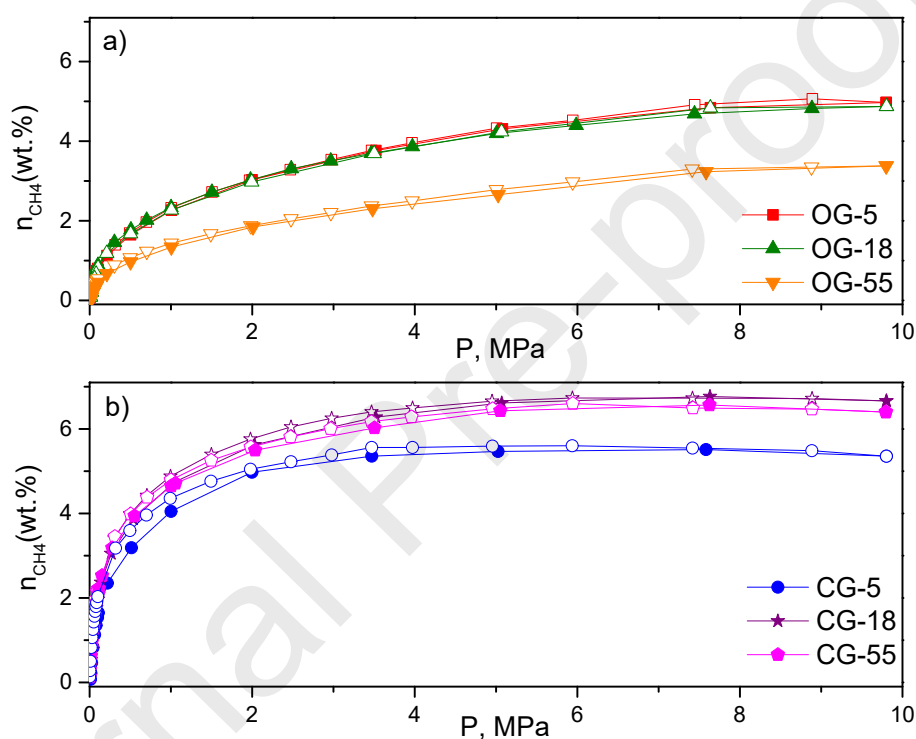 a)
n_CH4(wt.%)
6
4
2
0
OG-5
OG-18
OG-55
0 2 4 6 8 10
P, MPa
b)
n_CH4(wt.%)
6
4
2
0
CG-5
CG-18
CG-55
0 2 4 6 8 10
P, MPa
rnal Pre-proo